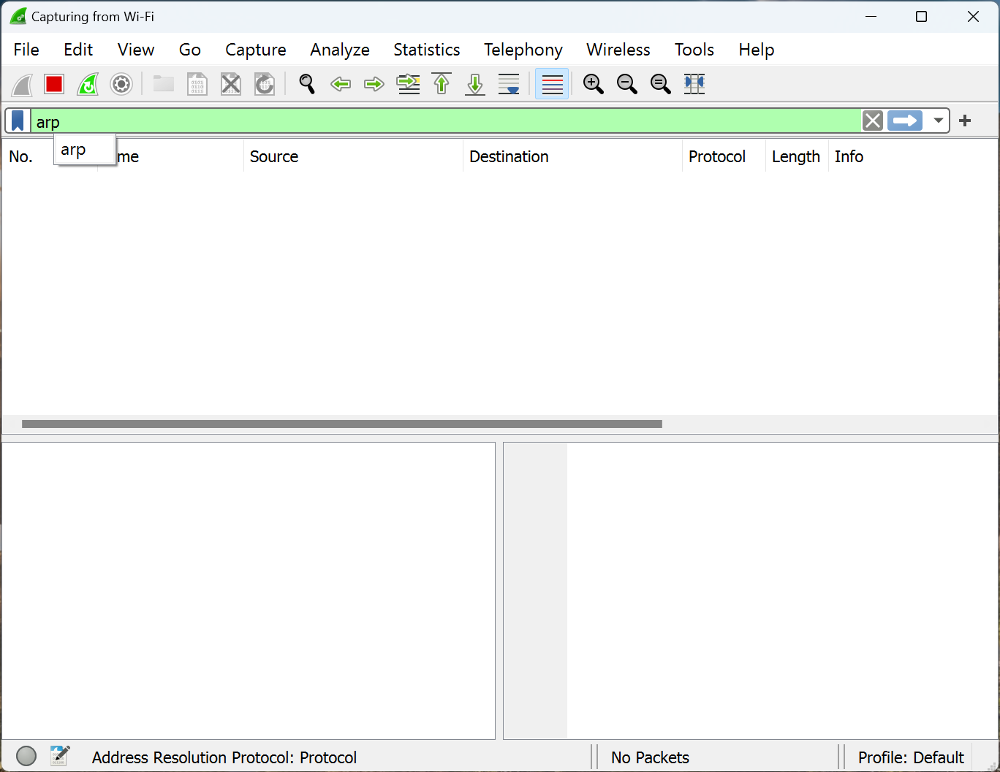 Capturing from Wi-Fi
File Edit View Go Capture Analyze Statistics Telephony Wireless Tools Help
arp
arp
No. me Source Destination Protocol Length Info
Address Resolution Protocol: Protocol No Packets Profile: Default